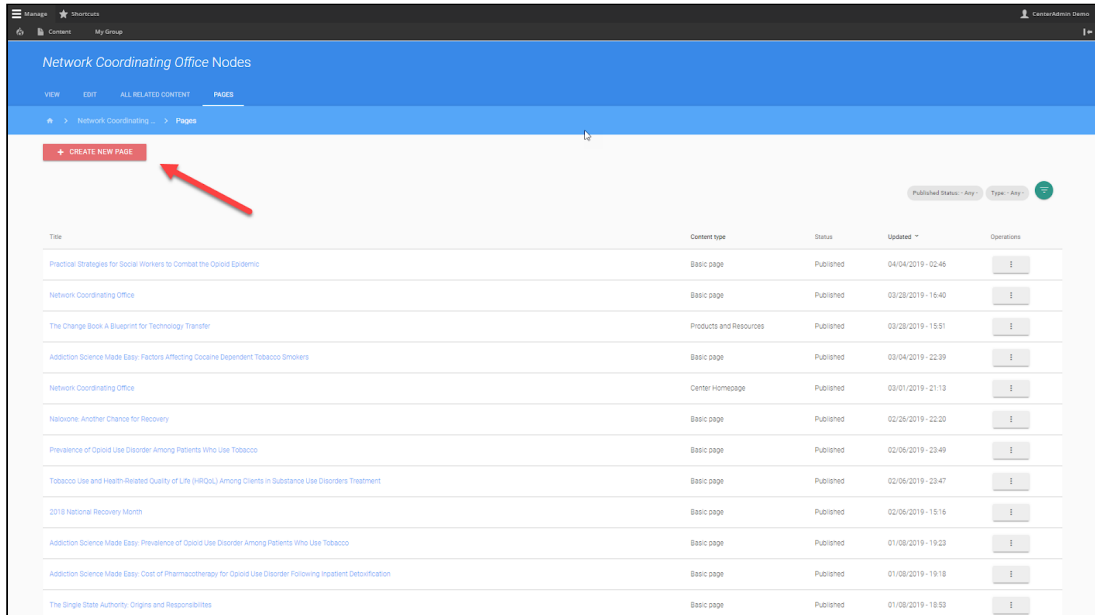 Manage Shortcuts CenterAdmin Demo
Content My Group
Network Coordinating Office Nodes
VIEW EDIT ALL RELATED CONTENT PAGES
> Network Coordinating ... > Pages
+ CREATE NEW PAGE
Published Status: - Any - Type: - Any -
Title Content type Status Updated Operations
Practical Strategies for Social Workers to Combat the Opioid Epidemic Basic page Published 04/04/2019 - 02:46
Network Coordinating Office Basic page Published 03/28/2019 - 16:40
The Change Book A Blueprint for Technology Transfer Products and Resources Published 03/28/2019 - 15:51
Addiction Science Made Easy: Factors Affecting Cocaine Dependent Tobacco Smokers Basic page Published 03/04/2019 - 22:39
Network Coordinating Office Center Homepage Published 03/01/2019 - 21:13
Naloxone: Another Chance for Recovery Basic page Published 02/26/2019 - 22:20
Prevalence of Opioid Use Disorder Among Patients Who Use Tobacco Basic page Published 02/06/2019 - 23:49
Tobacco Use and Health-Related Quality of Life (HRQoL) Among Clients in Substance Use Disorders Treatment Basic page Published 02/06/2019 - 23:47
2018 National Recovery Month Basic page Published 02/06/2019 - 15:16
Addiction Science Made Easy: Prevalence of Opioid Use Disorder Among Patients Who Use Tobacco Basic page Published 01/08/2019 - 19:23
Addiction Science Made Easy: Cost of Pharmacotherapy for Opioid Use Disorder Following Inpatient Detoxification Basic page Published 01/08/2019 - 19:18
The Single State Authority: Origins and Responsibilites Basic page Published 01/08/2019 - 18:53